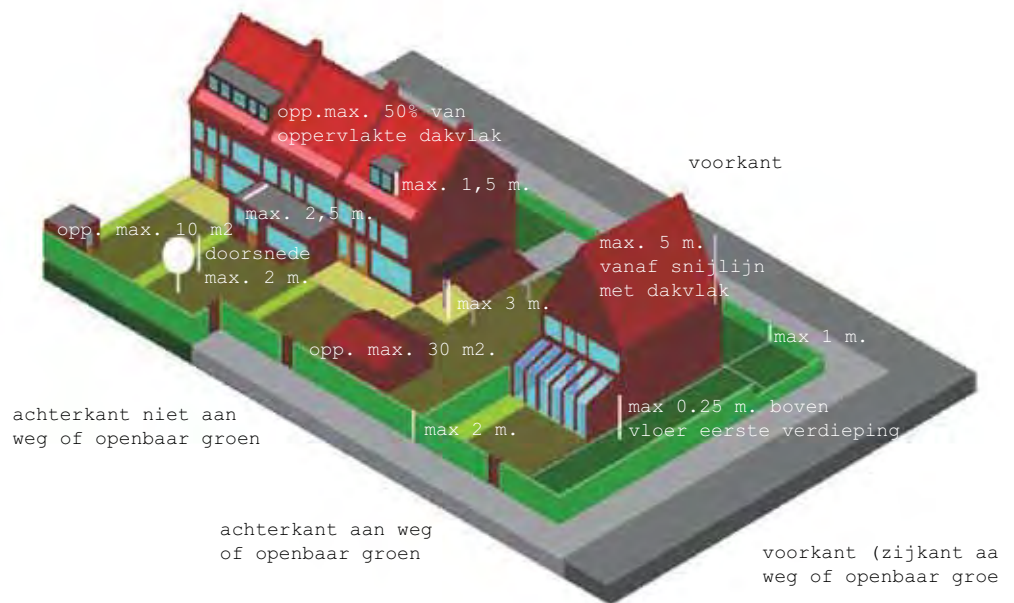 opp.max. 50% van
oppervlakte dakvlak
voorkant
max. 1,5 m.
max. 2,5 m.
opp. max. 10 m2
doorsnede
max. 2 m.
max. 5 m.
vanaf snijlijn
met dakvlak
max 3 m.
max 1 m.
opp. max. 30 m2.
max 0.25 m. boven
vloer eerste verdieping
achterkant niet aan
weg of openbaar groen
max 2 m.
achterkant aan weg
of openbaar groen
voorkant (zijkant aa
weg of openbaar groe